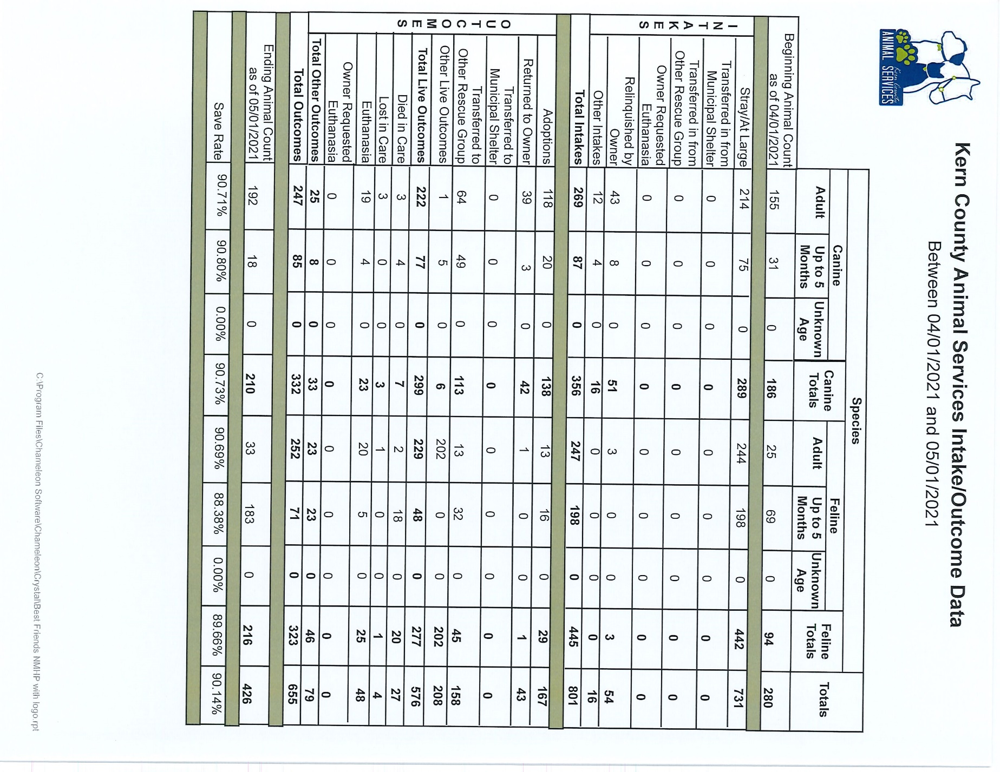 Kern County
ANIMAL SERVICES
Kern County Animal Services Intake/Outcome Data
Between 04/01/2021 and 05/01/2021
Species
Canine
Canine Totals
Feline
Feline Totals
Totals
Adult
Up to 5 Months
Unknown Age
Adult
Up to 5 Months
Unknown Age
Beginning Animal Count
as of 04/01/2021 155 31 0 186 25 69 0 94 280
INTAKES
Stray/At Large 214 75 0 289 244 198 0 442 731
Transferred in from
Municipal Shelter 0 0 0 0 0 0 0 0 0
Transferred in from
Other Rescue Group 0 0 0 0 0 0 0 0 0
Owner Requested
Euthanasia 0 0 0 0 0 0 0 0 0
Relinquished by
Owner 43 8 0 51 3 0 0 3 54
Other Intakes 12 4 0 16 0 0 0 0 16
Total Intakes 269 87 0 356 247 198 0 445 801
OUTCOMES
Adoptions 118 20 0 138 13 16 0 29 167
Returned to Owner 39 3 0 42 1 0 0 1 43
Transferred to
Municipal Shelter 0 0 0 0 0 0 0 0 0
Transferred to
Other Rescue Group 64 49 0 113 13 32 0 45 158
Other Live Outcomes 1 5 0 6 202 0 0 202 208
Total Live Outcomes 222 77 0 299 229 48 0 277 576
Died in Care 3 4 0 7 2 18 0 20 27
Lost in Care 3 0 0 3 1 0 0 1 4
Euthanasia 19 4 0 23 20 5 0 25 48
Owner Requested
Euthanasia 0 0 0 0 0 0 0 0 0
Total Other Outcomes 25 8 0 33 23 23 0 46 79
Total Outcomes 247 85 0 332 252 71 0 323 655
Ending Animal Count
as of 05/01/2021 192 18 0 210 33 183 0 216 426
Save Rate 90.71% 90.80% 0.00% 90.73% 90.69% 88.38% 0.00% 89.66% 90.14%
C:\Program Files\Chameleon Software\Chameleon\Crystal\Best Friends NMHP with logo.rpt